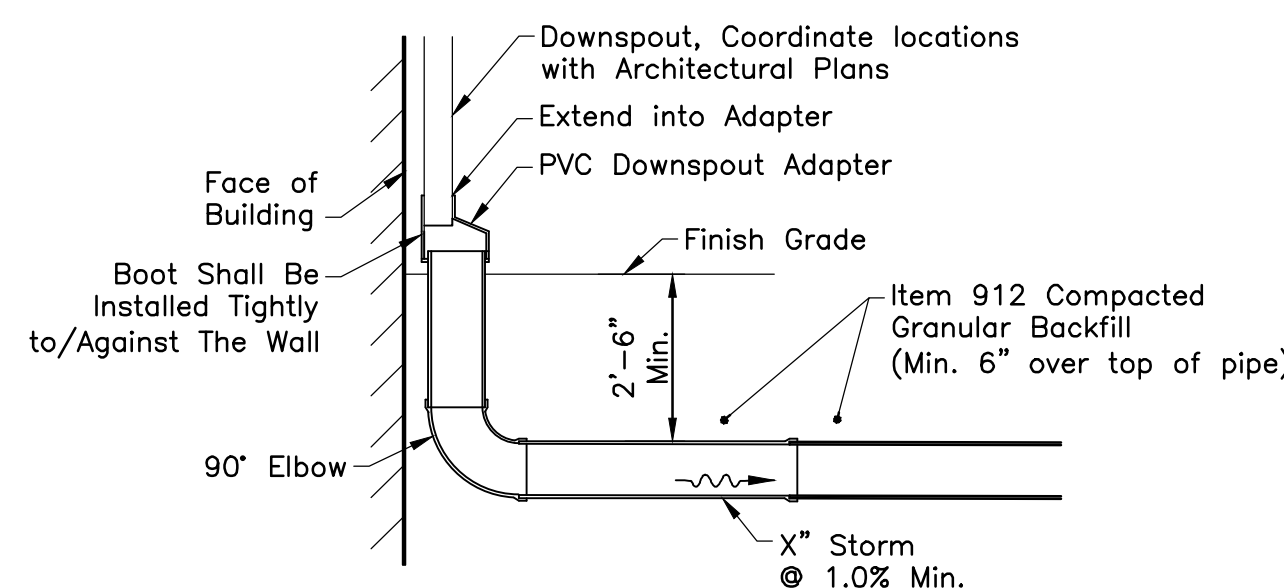 Downspout, Coordinate locations
with Architectural Plans
Extend into Adapter
PVC Downspout Adapter
Face of
Building
Finish Grade
Boot Shall Be
Installed Tightly
to/Against The Wall
Item 912 Compacted
Granular Backfill
(Min. 6” over top of pipe)
2’–6”
Min.
90° Elbow
X” Storm
@ 1.0% Min.